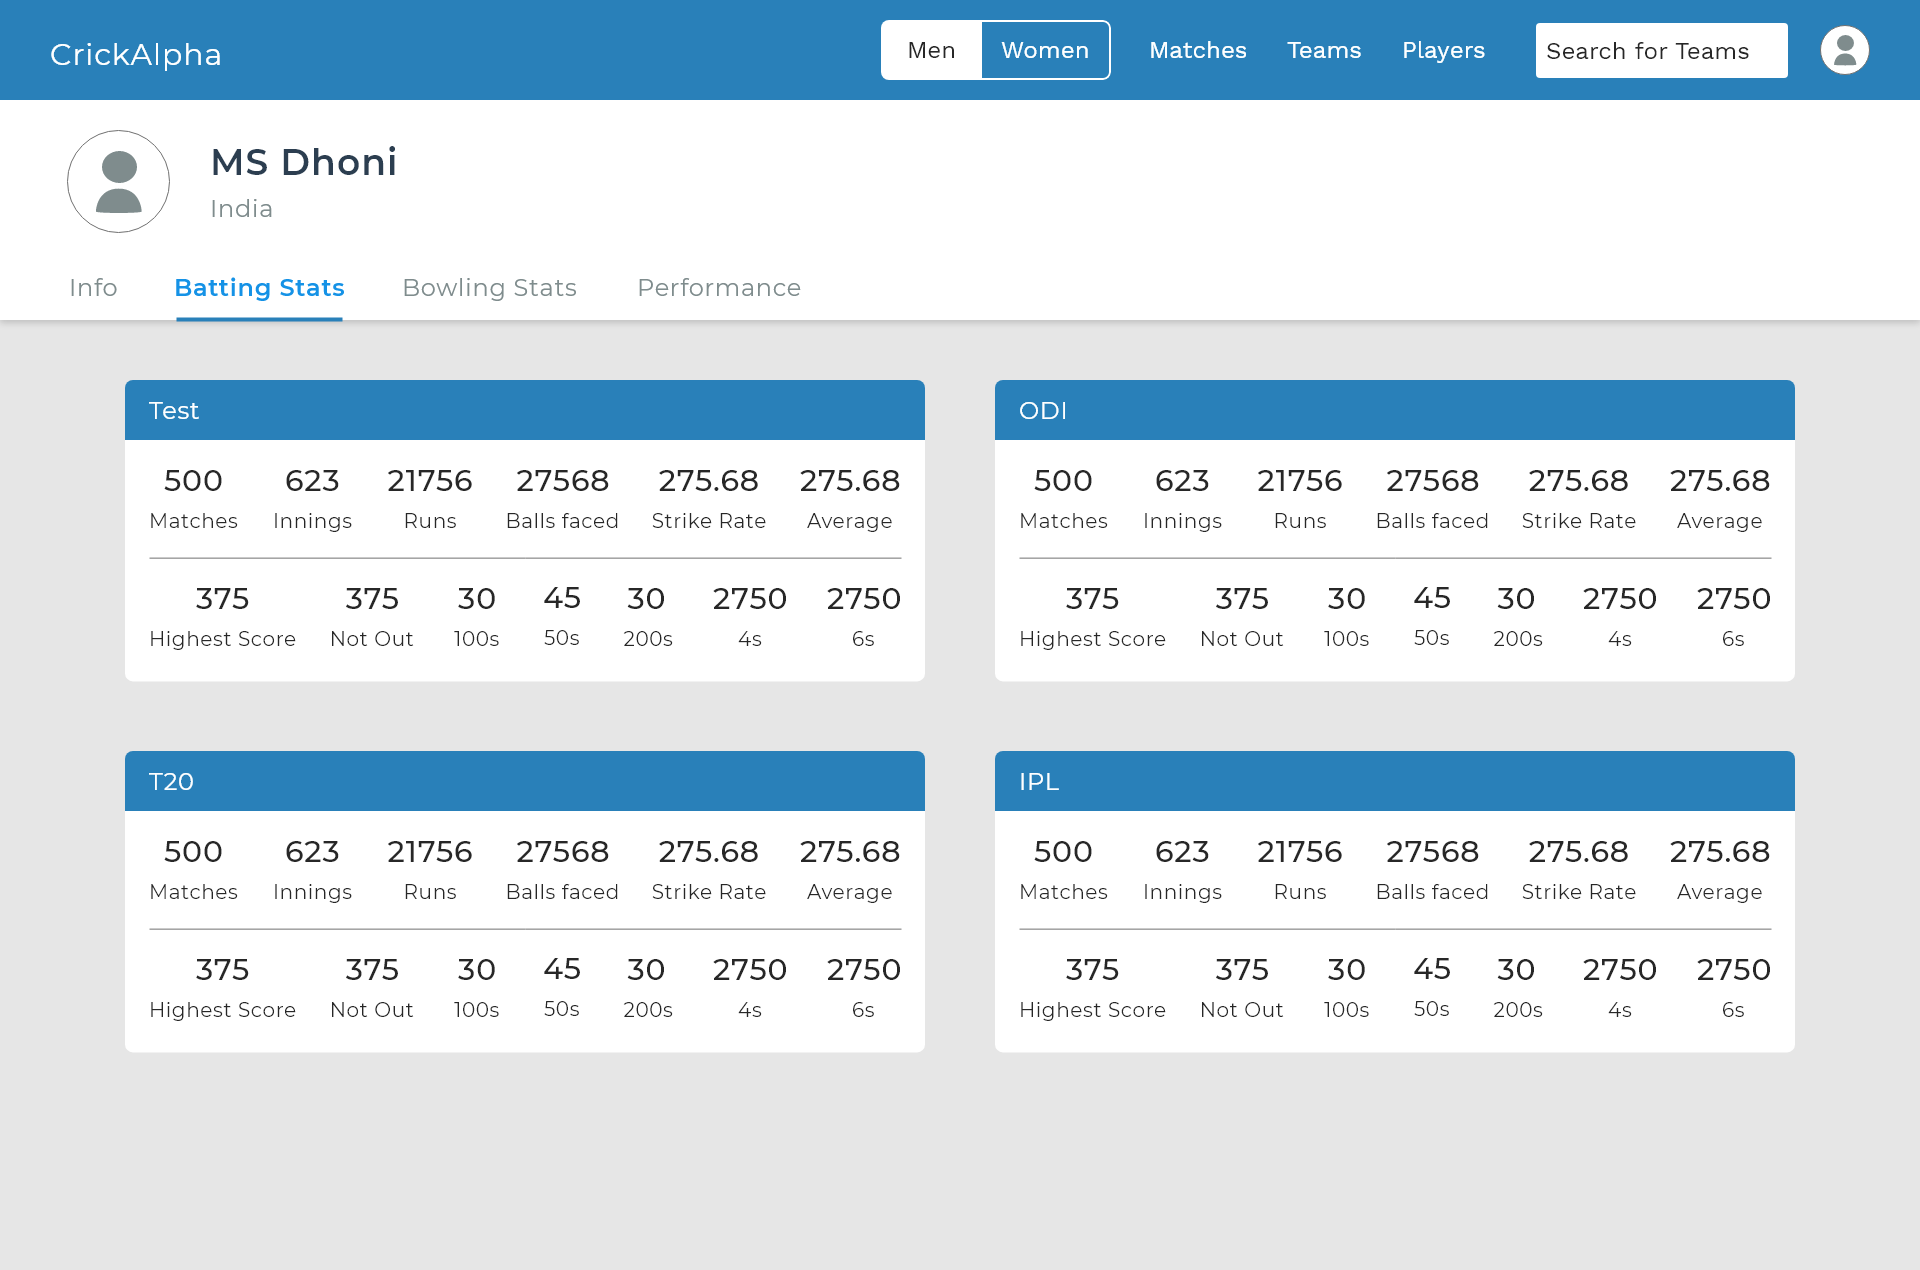 CrickAlpha
Men Women Matches Teams Players Search for Teams
MS Dhoni
India
Info Batting Stats Bowling Stats Performance
Test
500 623 21756 27568 275.68 275.68
Matches Innings Runs Balls faced Strike Rate Average
375 375 30 45 30 2750 2750
Highest Score Not Out 100s 50s 200s 4s 6s
ODI
500 623 21756 27568 275.68 275.68
Matches Innings Runs Balls faced Strike Rate Average
375 375 30 45 30 2750 2750
Highest Score Not Out 100s 50s 200s 4s 6s
T20
500 623 21756 27568 275.68 275.68
Matches Innings Runs Balls faced Strike Rate Average
375 375 30 45 30 2750 2750
Highest Score Not Out 100s 50s 200s 4s 6s
IPL
500 623 21756 27568 275.68 275.68
Matches Innings Runs Balls faced Strike Rate Average
375 375 30 45 30 2750 2750
Highest Score Not Out 100s 50s 200s 4s 6s